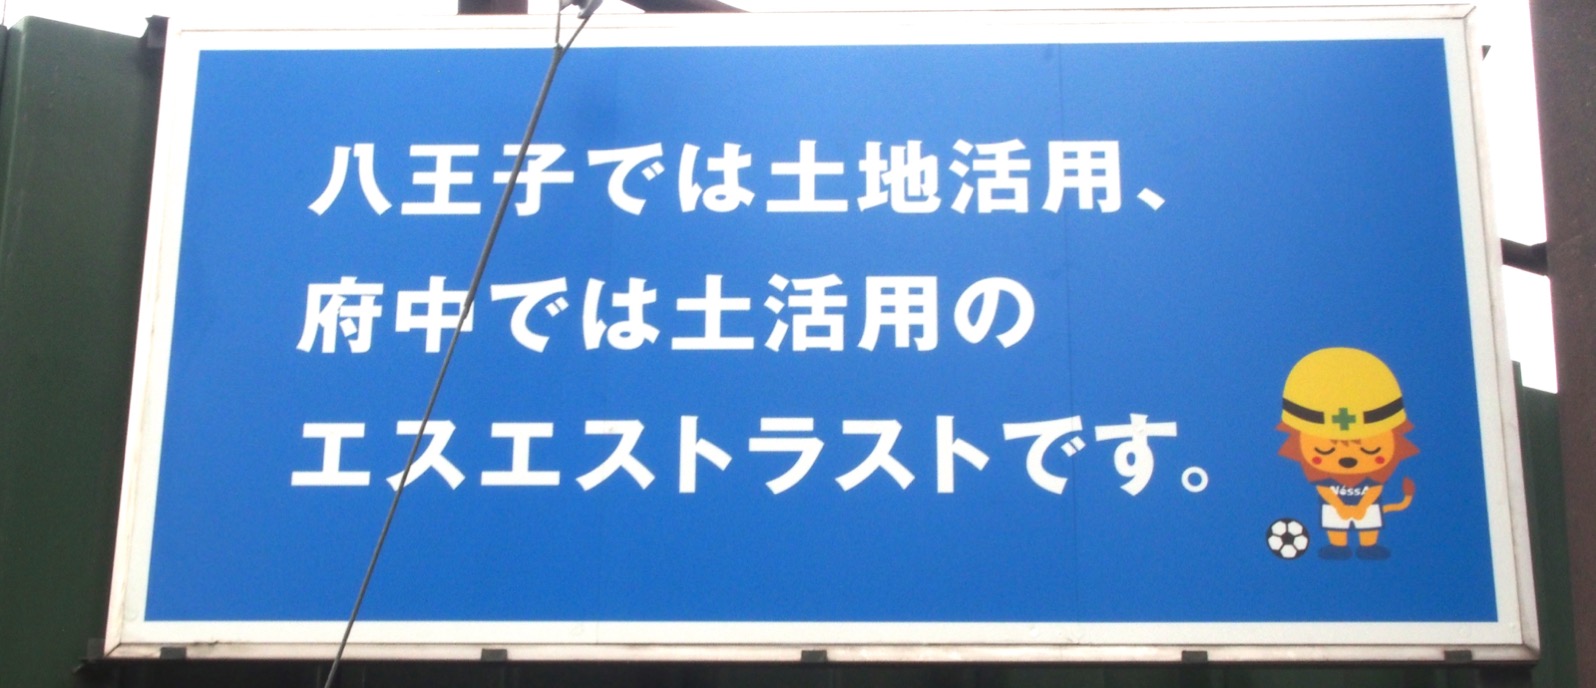 八王子では土地活用、
府中では土活用の
エスエストラストです。
VéssA